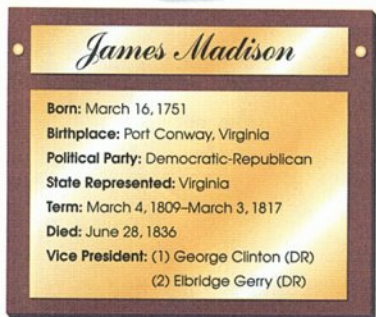 James Madison
Born: March 16, 1751
Birthplace: Port Conway, Virginia
Political Party: Democratic-Republican
State Represented: Virginia
Term: March 4, 1809–March 3, 1817
Died: June 28, 1836
Vice President: (1) George Clinton (DR)
(2) Elbridge Gerry (DR)